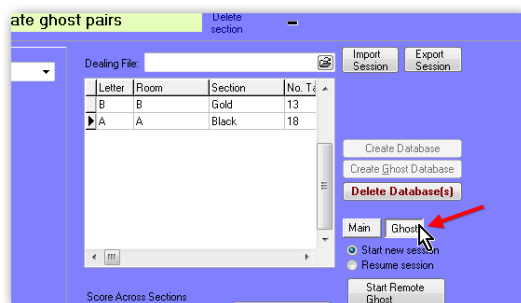 ate ghost pairs
Delete
section
Dealing File:
Import
Session
Export
Session
Letter Room Section No. Ta
B B Gold 13
A A Black 18
Create Database
Create Ghost Database
Delete Database(s)
Main Ghost
Start new session
Resume session
Start Remote
Ghost
Score Across Sections